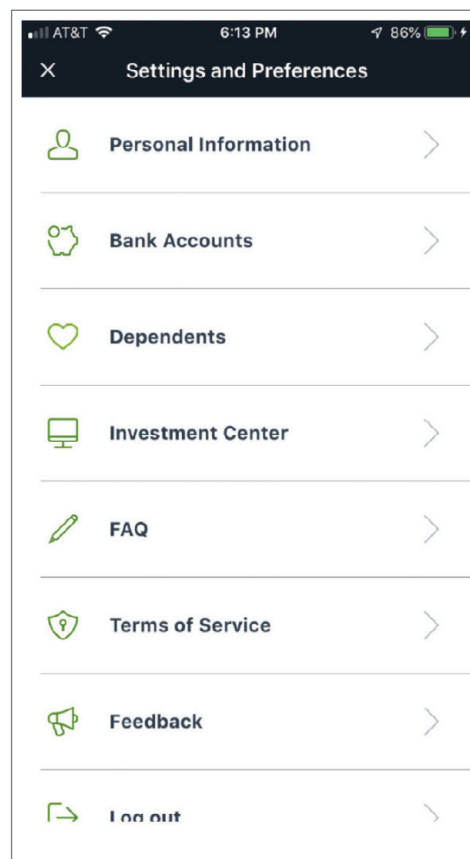 AT&T 6:13 PM 86%
Settings and Preferences
Personal Information
Bank Accounts
Dependents
Investment Center
FAQ
Terms of Service
Feedback
Log out